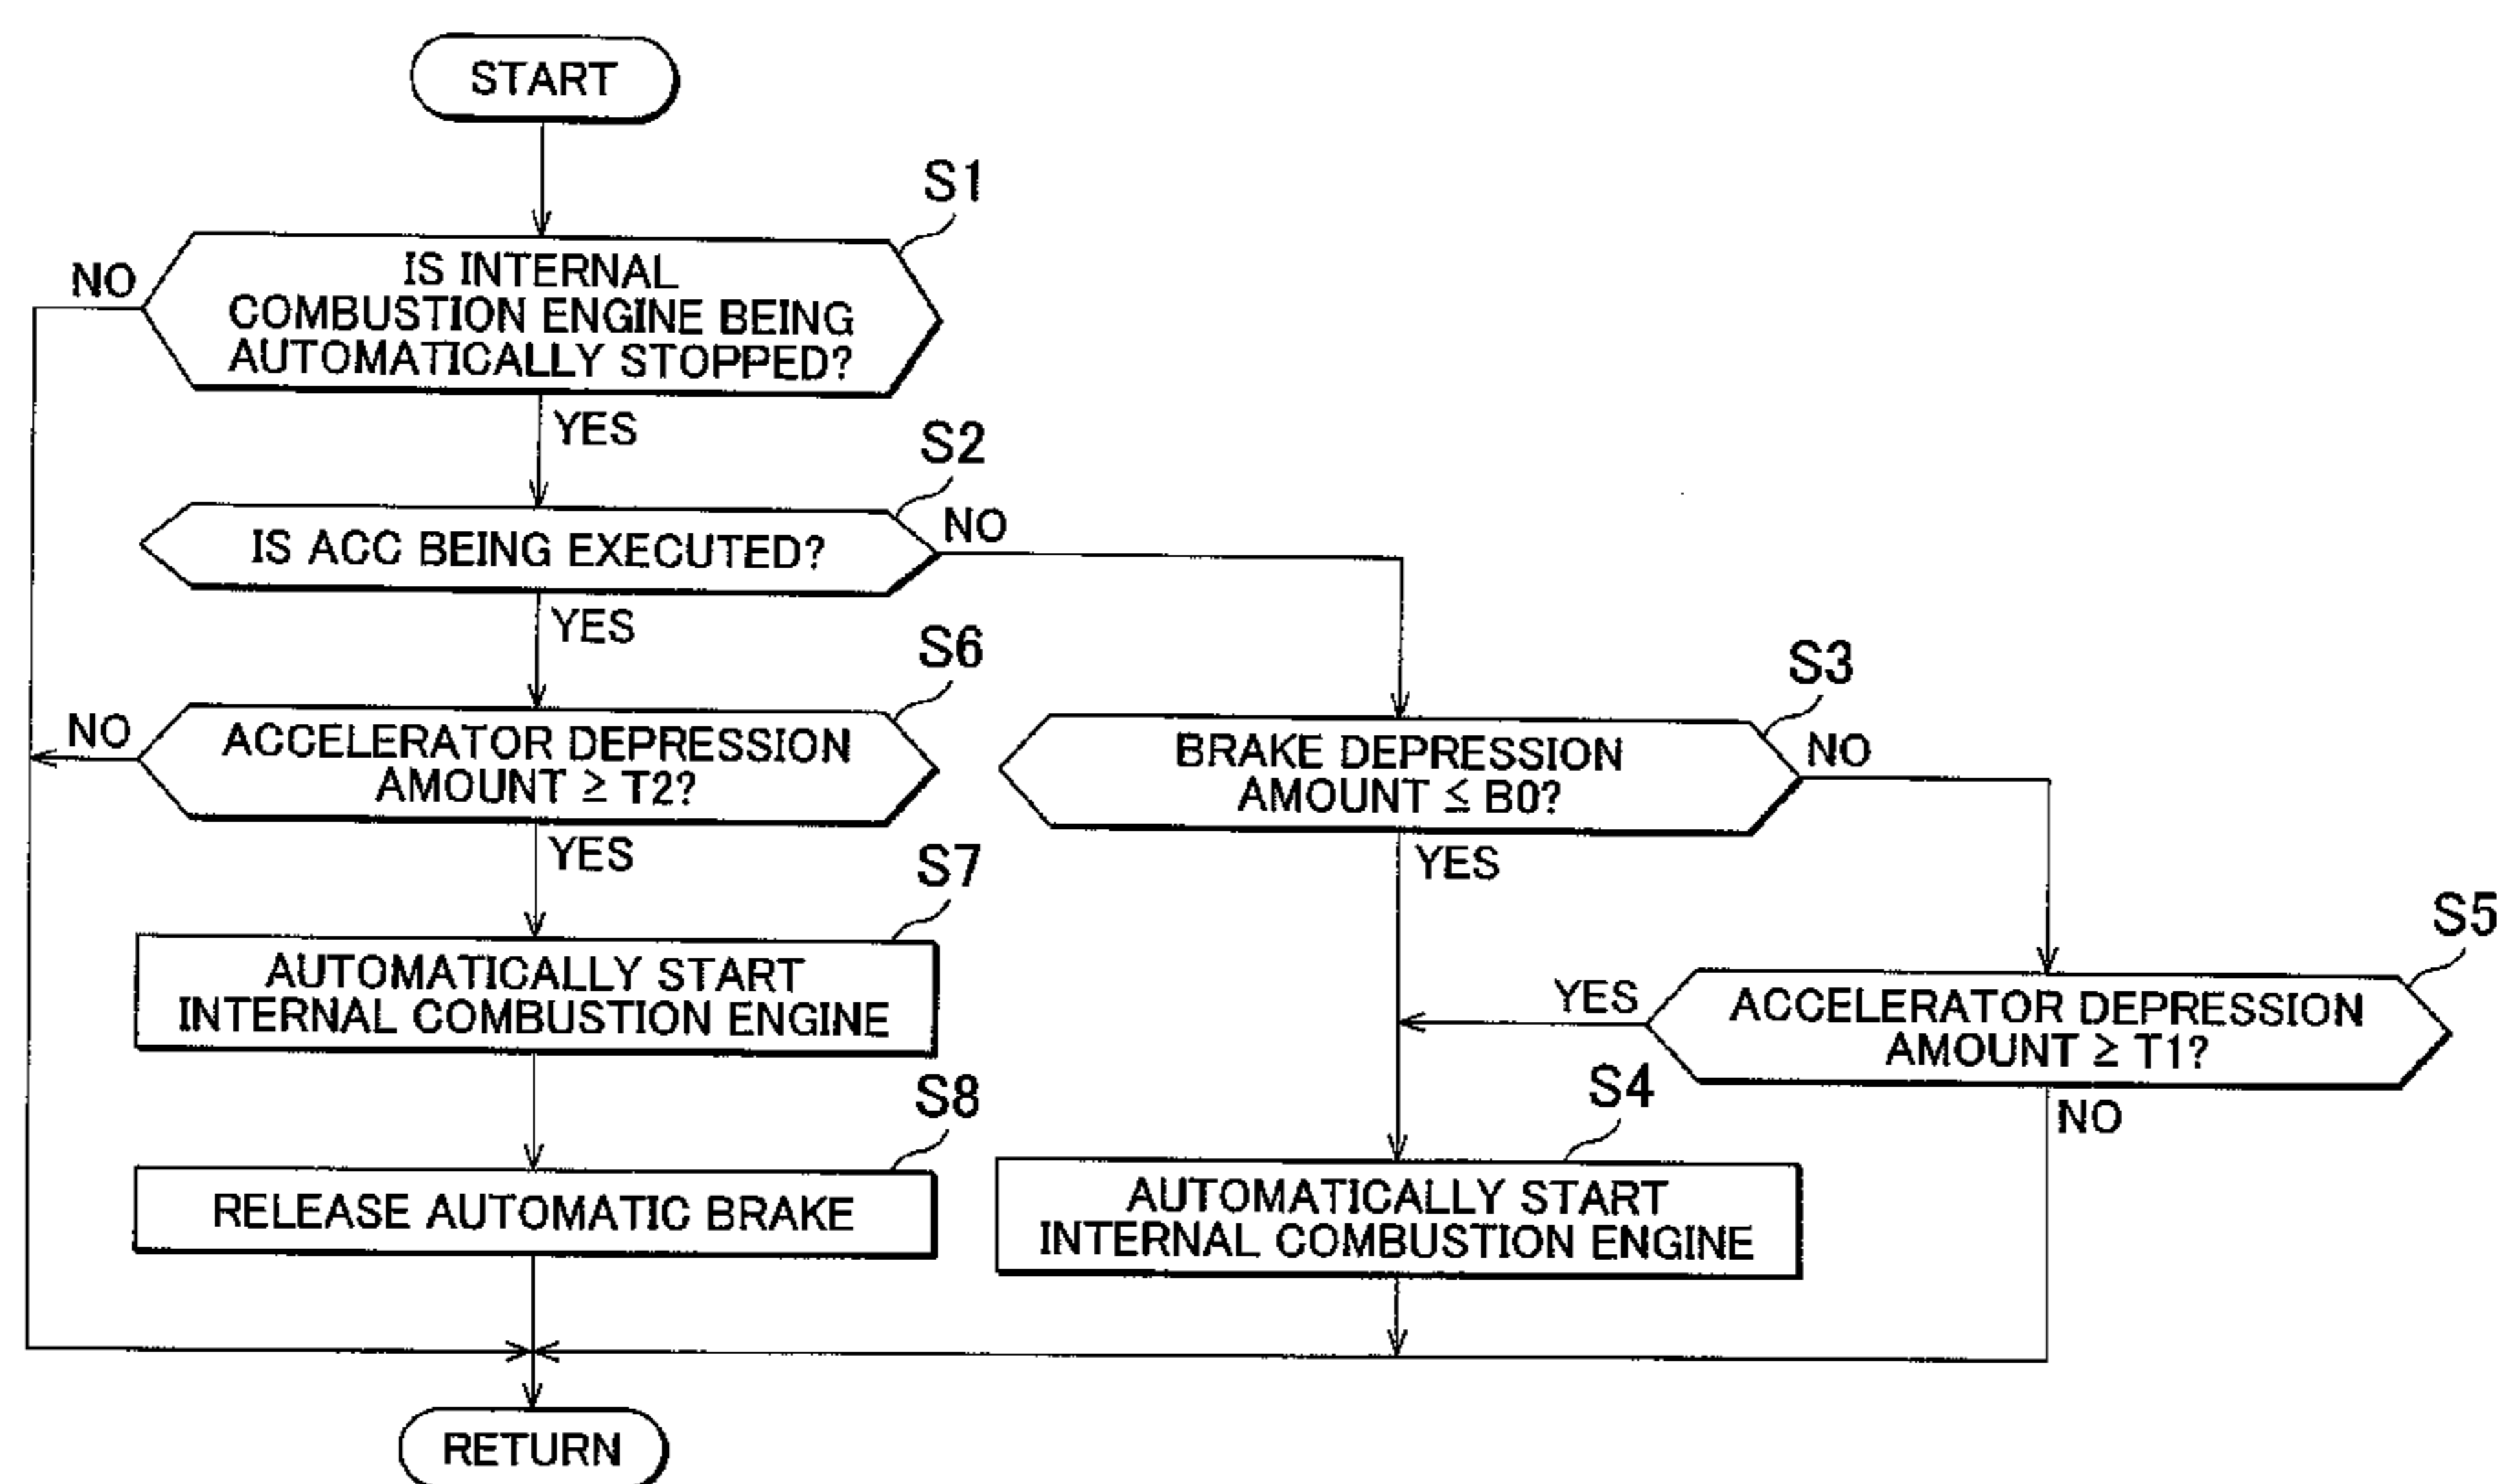 START
S1
IS INTERNAL
COMBUSTION ENGINE BEING
AUTOMATICALLY STOPPED?
NO
YES
S2
IS ACC BEING EXECUTED?
NO
YES
S6
ACCELERATOR DEPRESSION
AMOUNT ≥ T2?
NO
YES
S3
BRAKE DEPRESSION
AMOUNT ≤ B0?
NO
YES
S7
AUTOMATICALLY START
INTERNAL COMBUSTION ENGINE
S5
ACCELERATOR DEPRESSION
AMOUNT ≥ T1?
YES
NO
S8
RELEASE AUTOMATIC BRAKE
S4
AUTOMATICALLY START
INTERNAL COMBUSTION ENGINE
RETURN